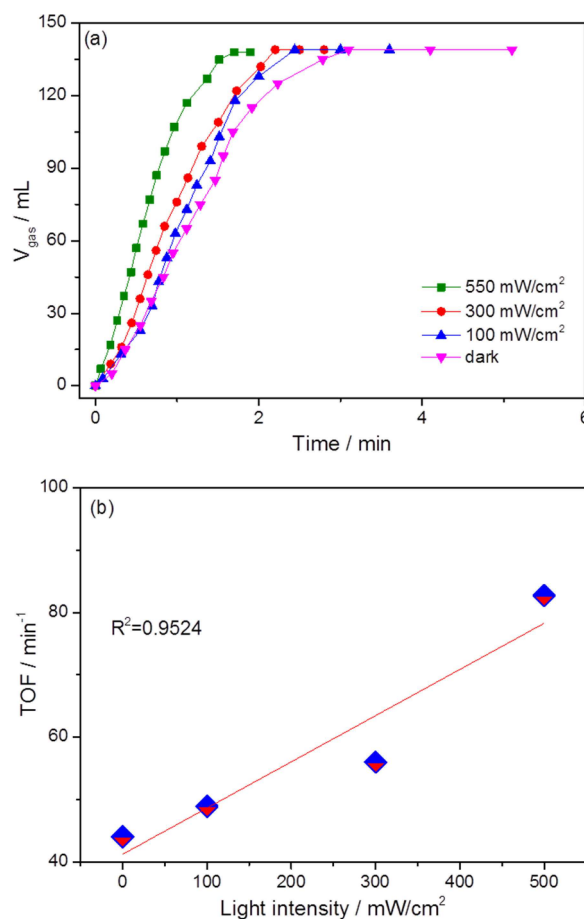 (a)
150
120
90
60
30
0
V_gas / mL
550 mW/cm²
300 mW/cm²
100 mW/cm²
dark
0 2 4 6
Time / min
(b)
100
80
60
40
TOF / min⁻¹
R²=0.9524
0 100 200 300 400 500
Light intensity / mW/cm²